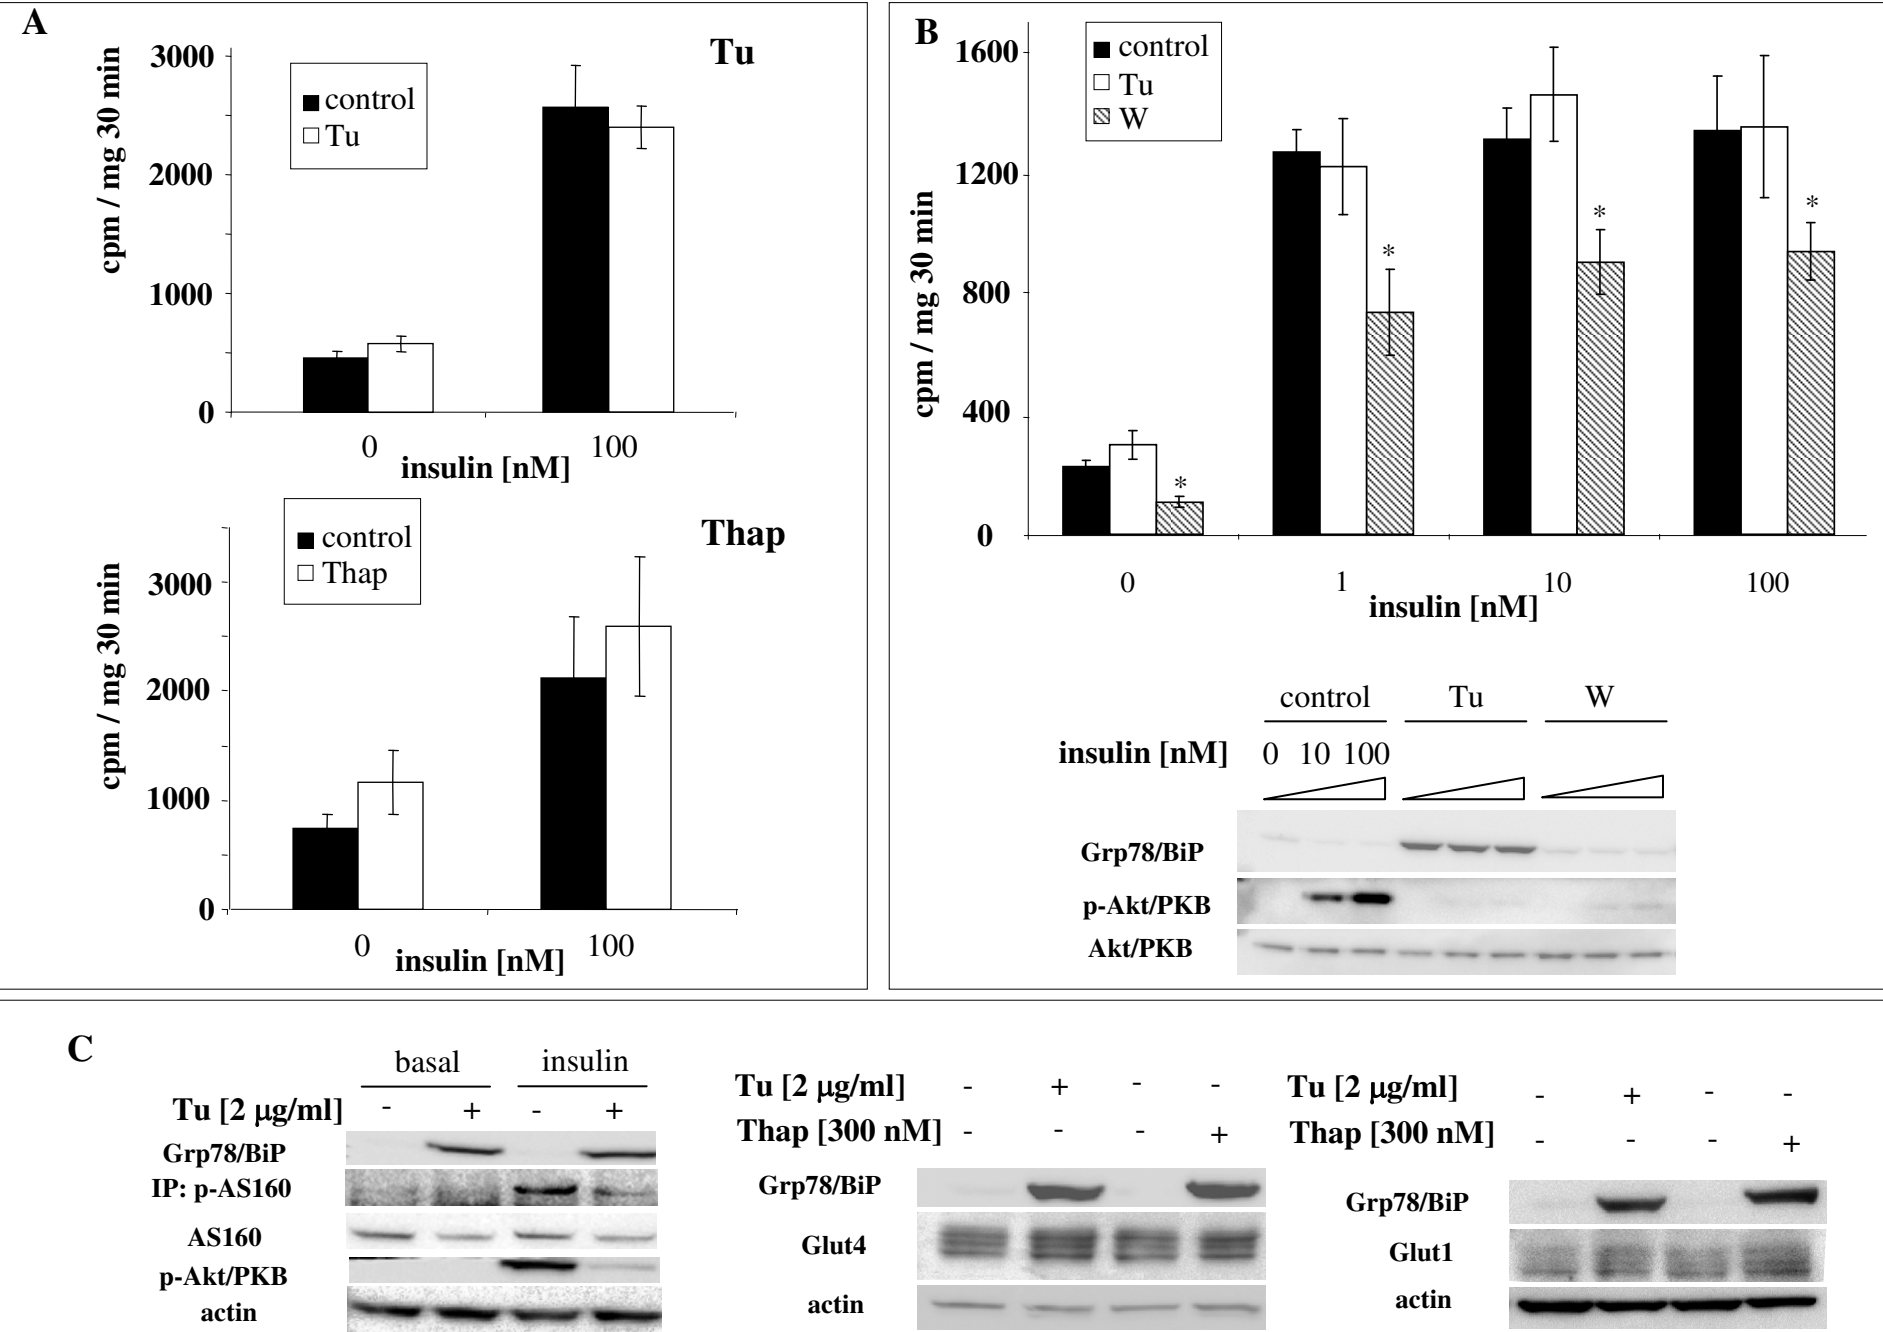 A
Tu
cpm / mg 30 min
3000
2000
1000
0
control
Tu
0 100
insulin [nM]
Thap
cpm / mg 30 min
3000
2000
1000
0
control
Thap
0 100
insulin [nM]
B
cpm / mg 30 min
1600
1200
800
400
0
control
Tu
W
*
*
*
*
0 1 10 100
insulin [nM]
control Tu W
insulin [nM] 0 10 100
Grp78/BiP
p-Akt/PKB
Akt/PKB
C
basal insulin
Tu [2 μg/ml] - + - +
Grp78/BiP
IP: p-AS160
AS160
p-Akt/PKB
actin
Tu [2 μg/ml] - + - -
Thap [300 nM] - - - +
Grp78/BiP
Glut4
actin
Tu [2 μg/ml] - + - -
Thap [300 nM] - - - +
Grp78/BiP
Glut1
actin